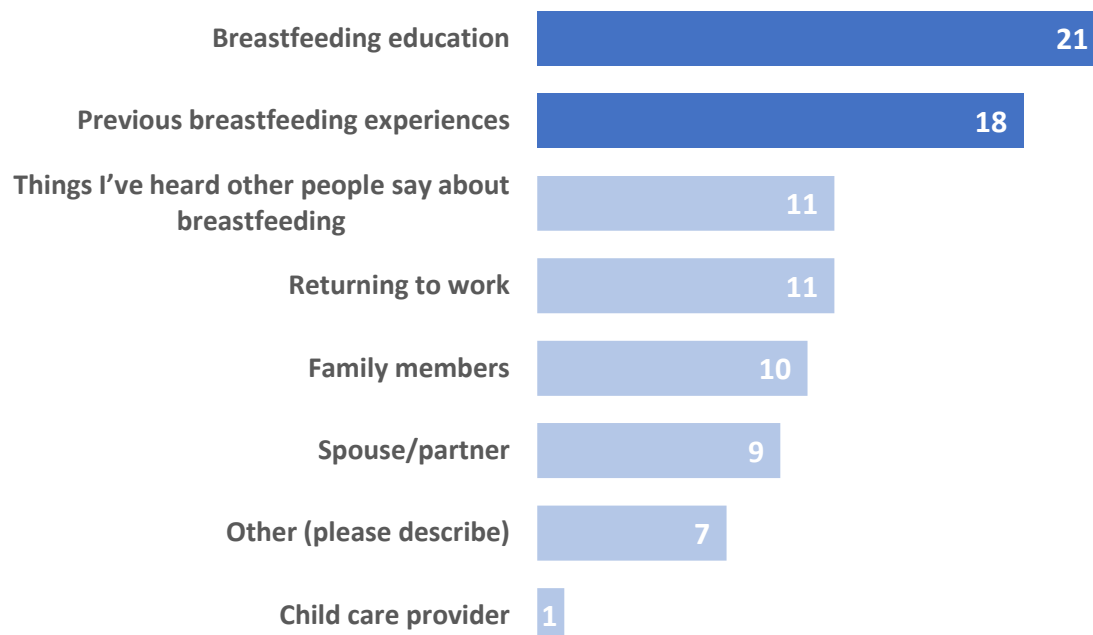 Breastfeeding education
21
Previous breastfeeding experiences
18
Things I’ve heard other people say about
breastfeeding
11
Returning to work
11
Family members
10
Spouse/partner
9
Other (please describe)
7
Child care provider
1